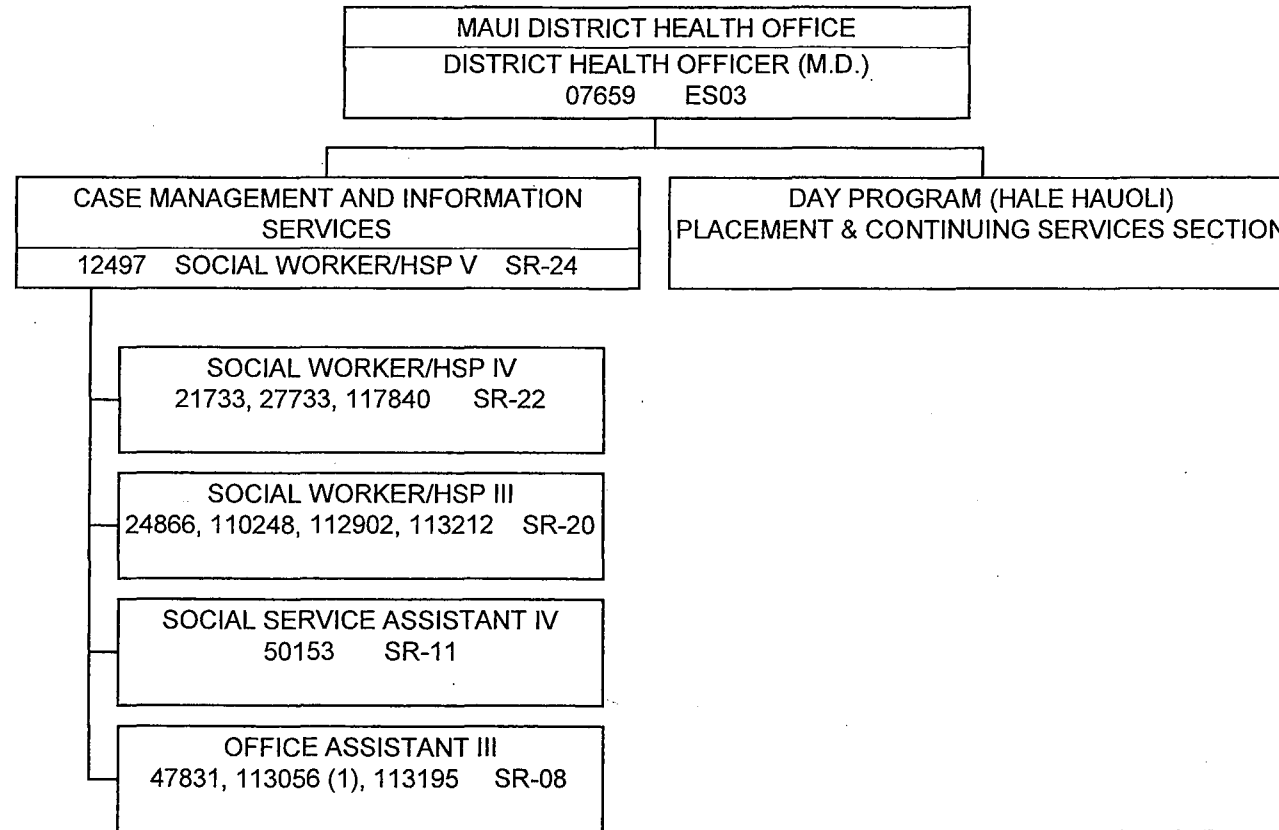 MAUI DISTRICT HEALTH OFFICE
DISTRICT HEALTH OFFICER (M.D.)
07659 ES03
CASE MANAGEMENT AND INFORMATION
SERVICES
12497 SOCIAL WORKER/HSP V SR-24
DAY PROGRAM (HALE HAUOLI)
PLACEMENT & CONTINUING SERVICES SECTION
SOCIAL WORKER/HSP IV
21733, 27733, 117840 SR-22
SOCIAL WORKER/HSP III
24866, 110248, 112902, 113212 SR-20
SOCIAL SERVICE ASSISTANT IV
50153 SR-11
OFFICE ASSISTANT III
47831, 113056 (1), 113195 SR-08